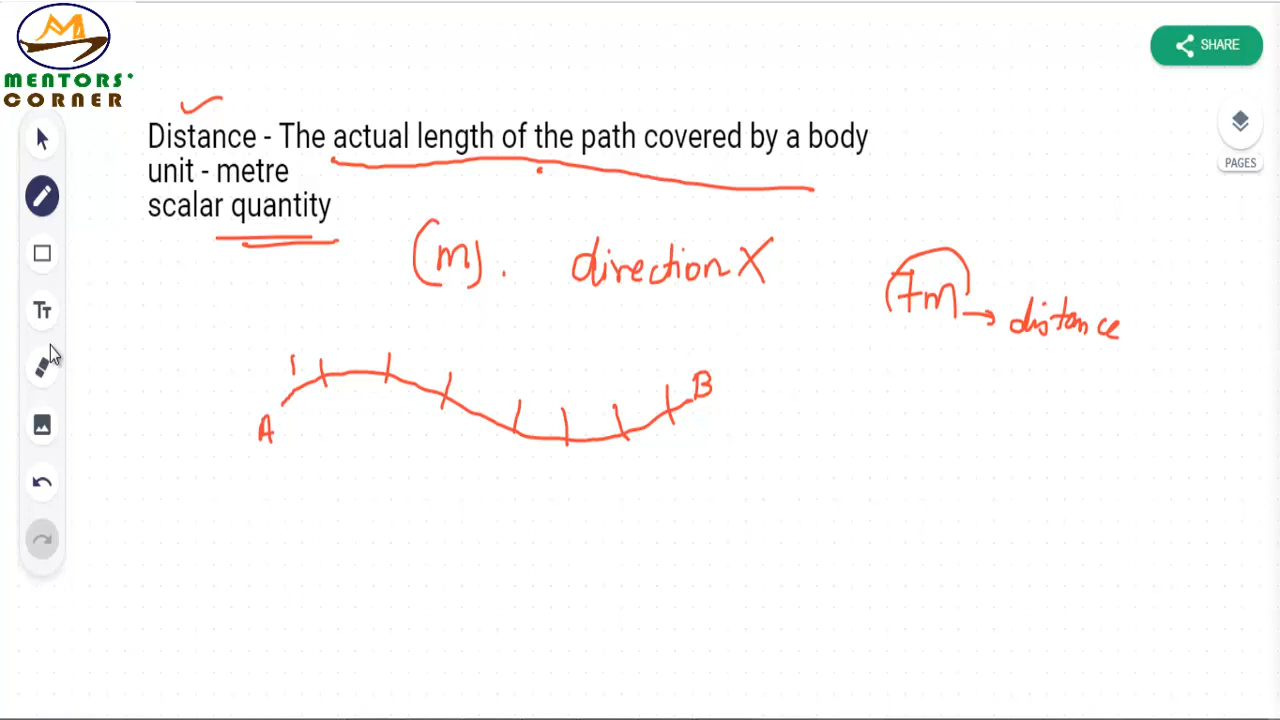 MENTORS'
CORNER
SHARE
PAGES
Distance - The actual length of the path covered by a body
unit - metre
scalar quantity
(m). direction X
7m → distance
A
B
Tт